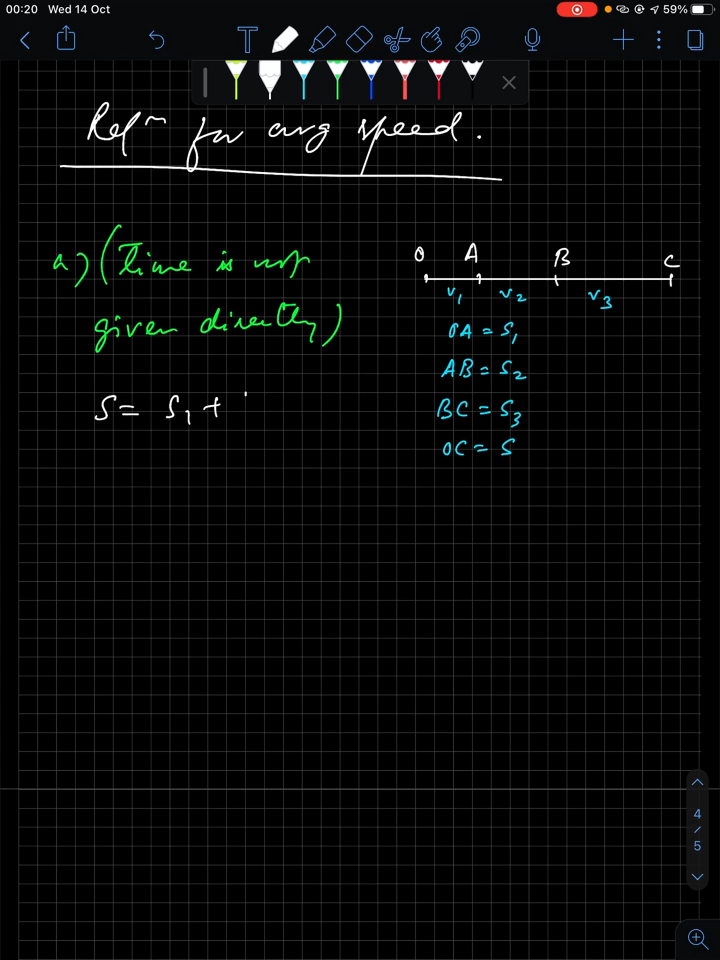 00:20 Wed 14 Oct
59%
T
Relⁿ for avg speed.
a) (Time is not
given directly)
S = S₁ +
O A B C
v₁ v₂ v₃
OA = S₁
AB = S₂
BC = S₃
OC = S
4
/
5